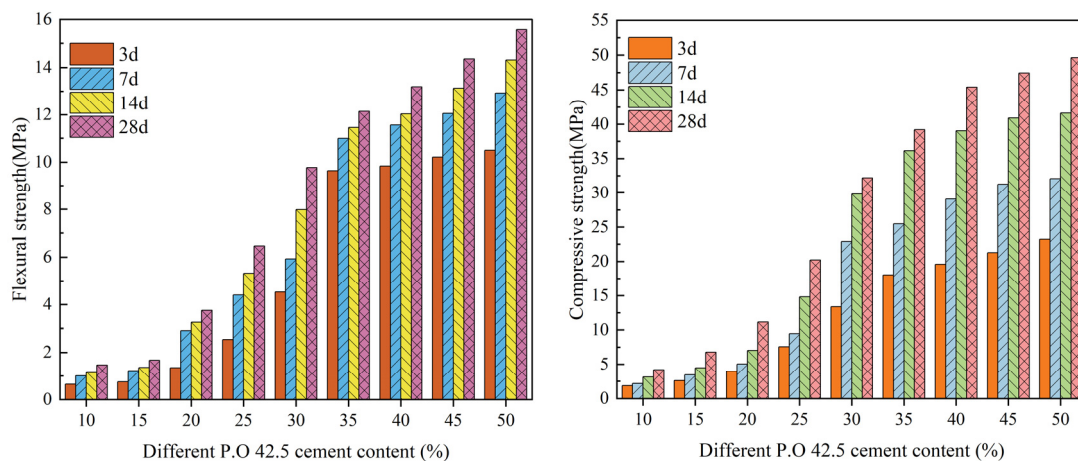 16
14
12
10
8
6
4
2
0
Flexural strength(MPa)
3d
7d
14d
28d
10 15 20 25 30 35 40 45 50
Different P.O 42.5 cement content (%)
55
50
45
40
35
30
25
20
15
10
5
0
Compressive strength(MPa)
3d
7d
14d
28d
10 15 20 25 30 35 40 45 50
Different P.O 42.5 cement content (%)